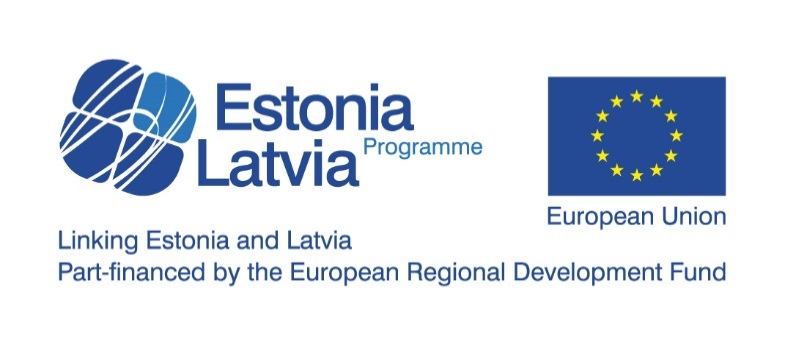 Estonia
Latvia Programme
European Union
Linking Estonia and Latvia
Part-financed by the European Regional Development Fund